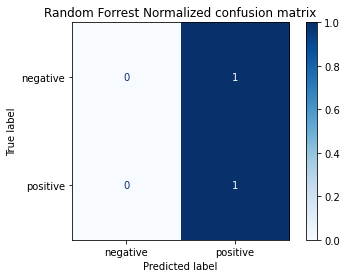 Random Forrest Normalized confusion matrix
1.0
negative 0 1
0.8
0.6
True label
0.4
positive 0 1
0.2
0.0
negative positive
Predicted label